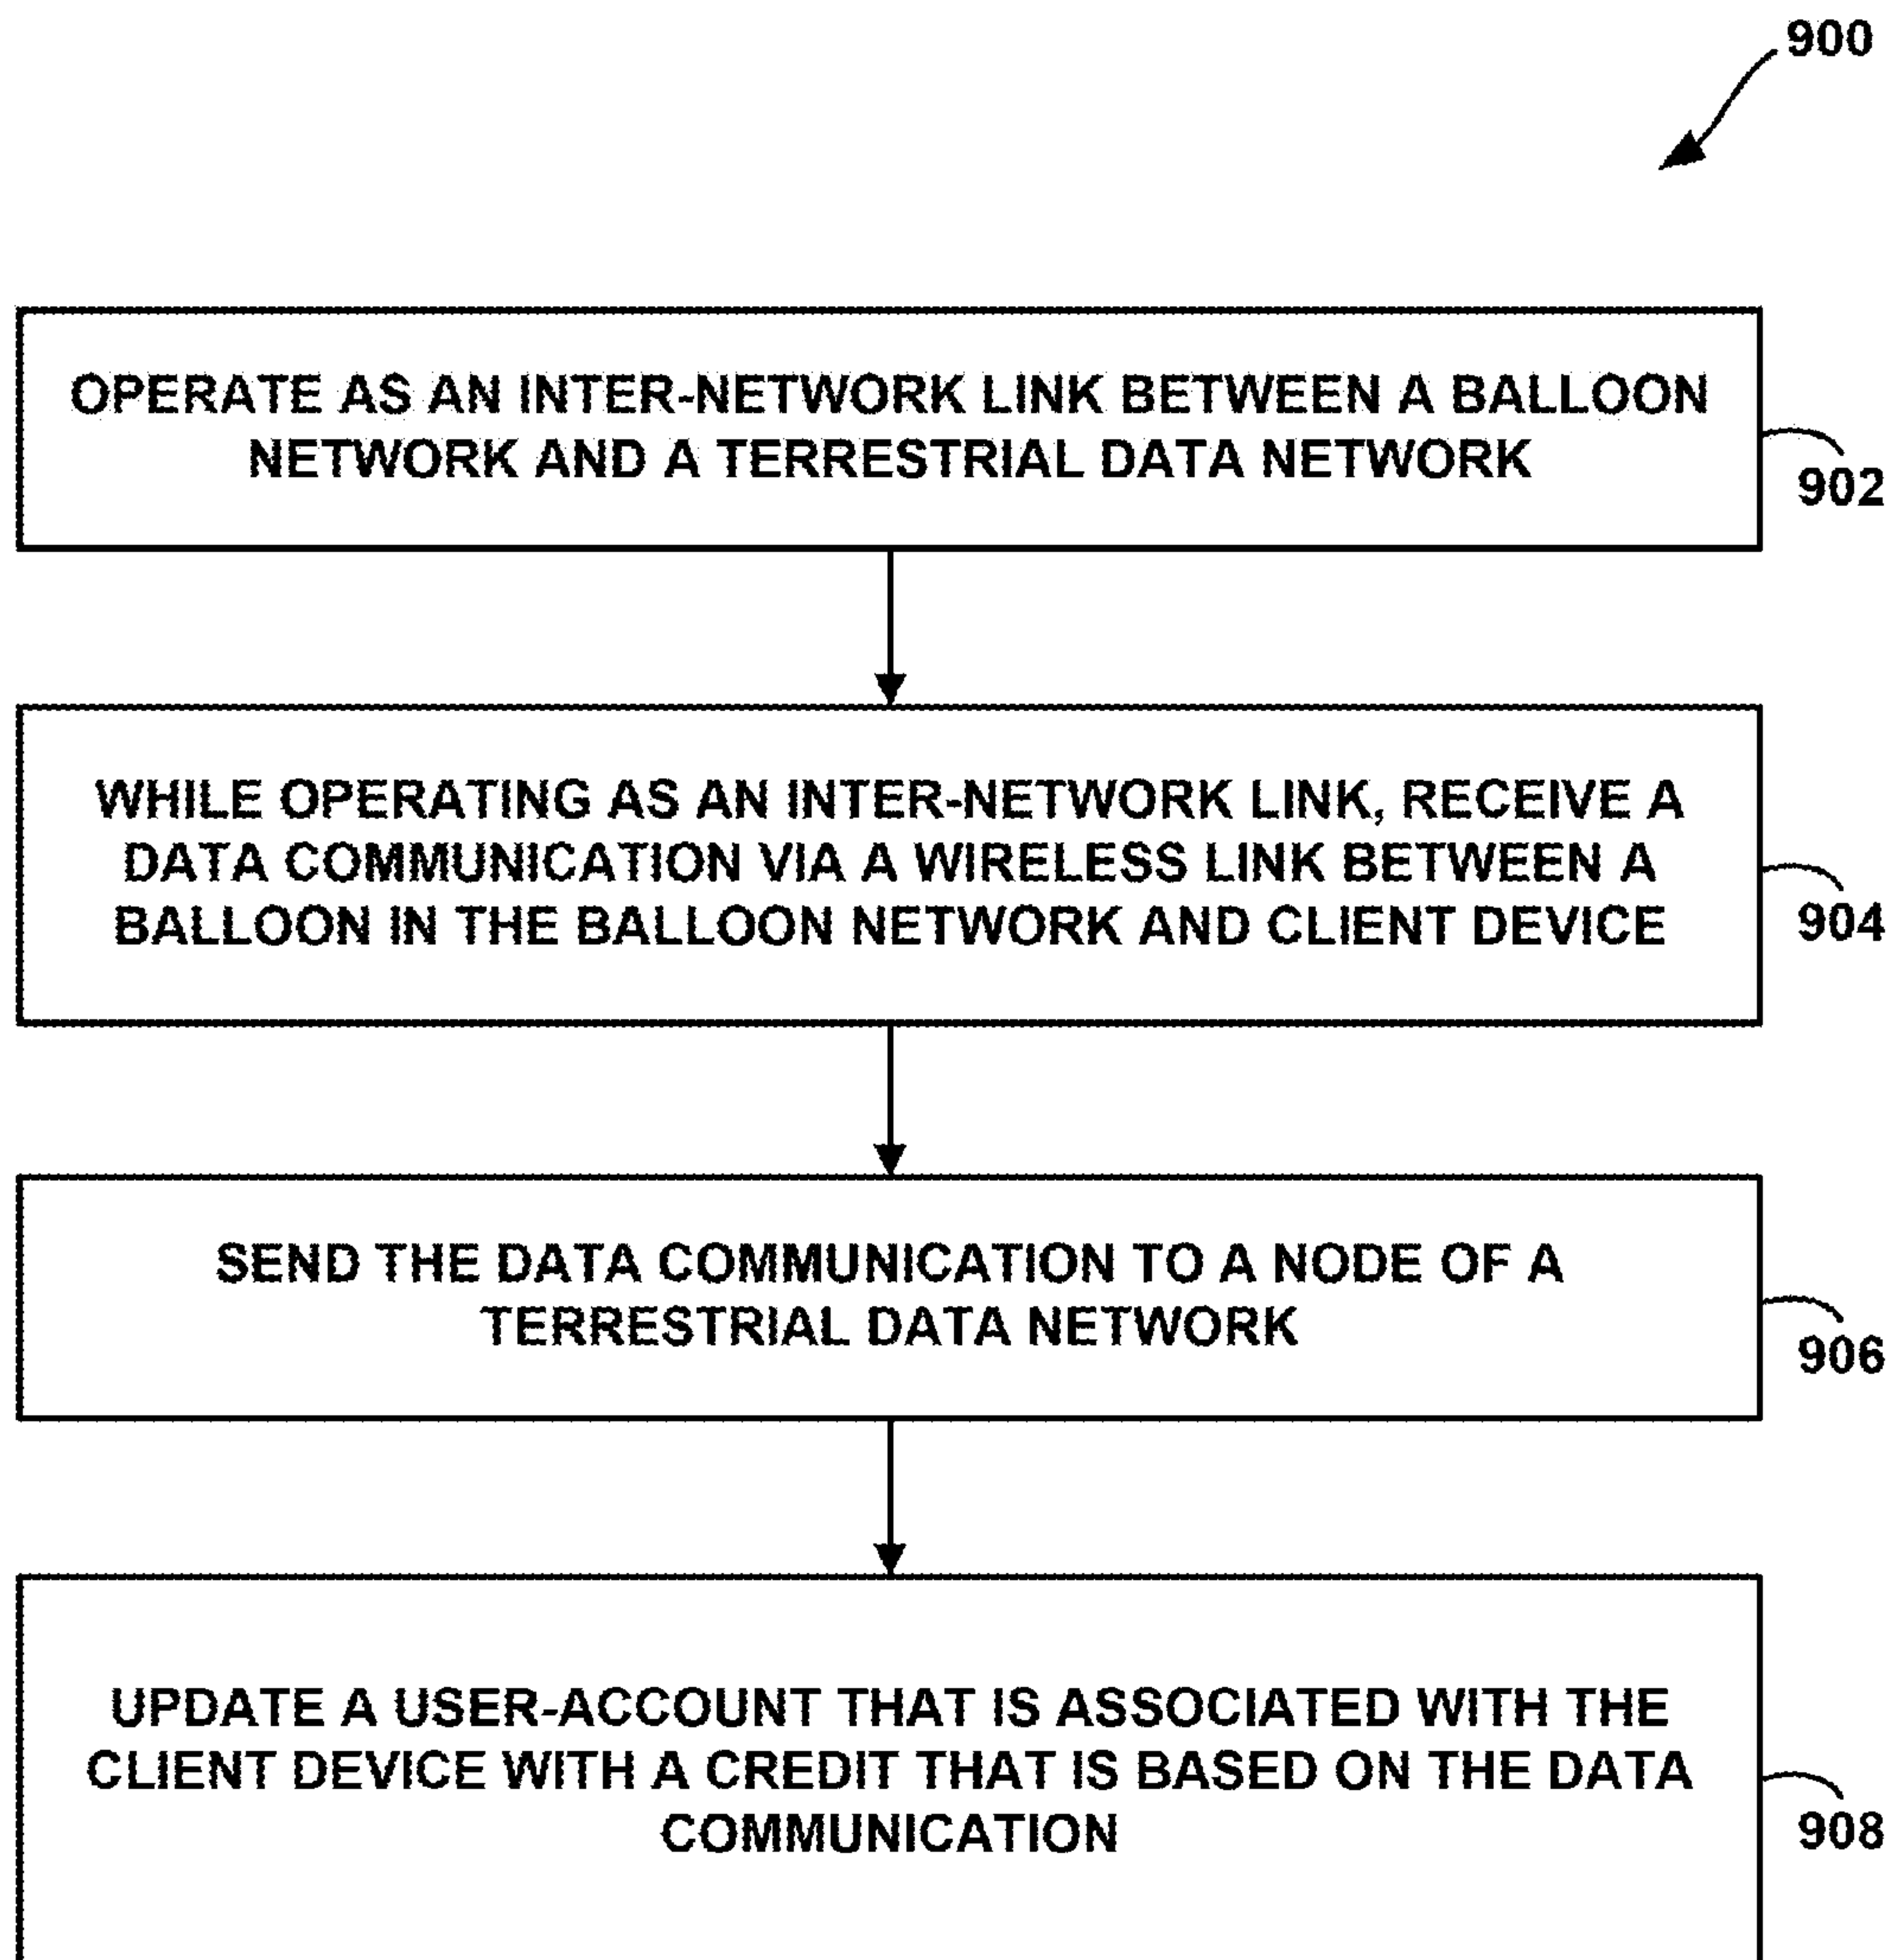 900
OPERATE AS AN INTER-NETWORK LINK BETWEEN A BALLOON
NETWORK AND A TERRESTRIAL DATA NETWORK
902
WHILE OPERATING AS AN INTER-NETWORK LINK, RECEIVE A
DATA COMMUNICATION VIA A WIRELESS LINK BETWEEN A
BALLOON IN THE BALLOON NETWORK AND CLIENT DEVICE
904
SEND THE DATA COMMUNICATION TO A NODE OF A
TERRESTRIAL DATA NETWORK
906
UPDATE A USER-ACCOUNT THAT IS ASSOCIATED WITH THE
CLIENT DEVICE WITH A CREDIT THAT IS BASED ON THE DATA
COMMUNICATION
908